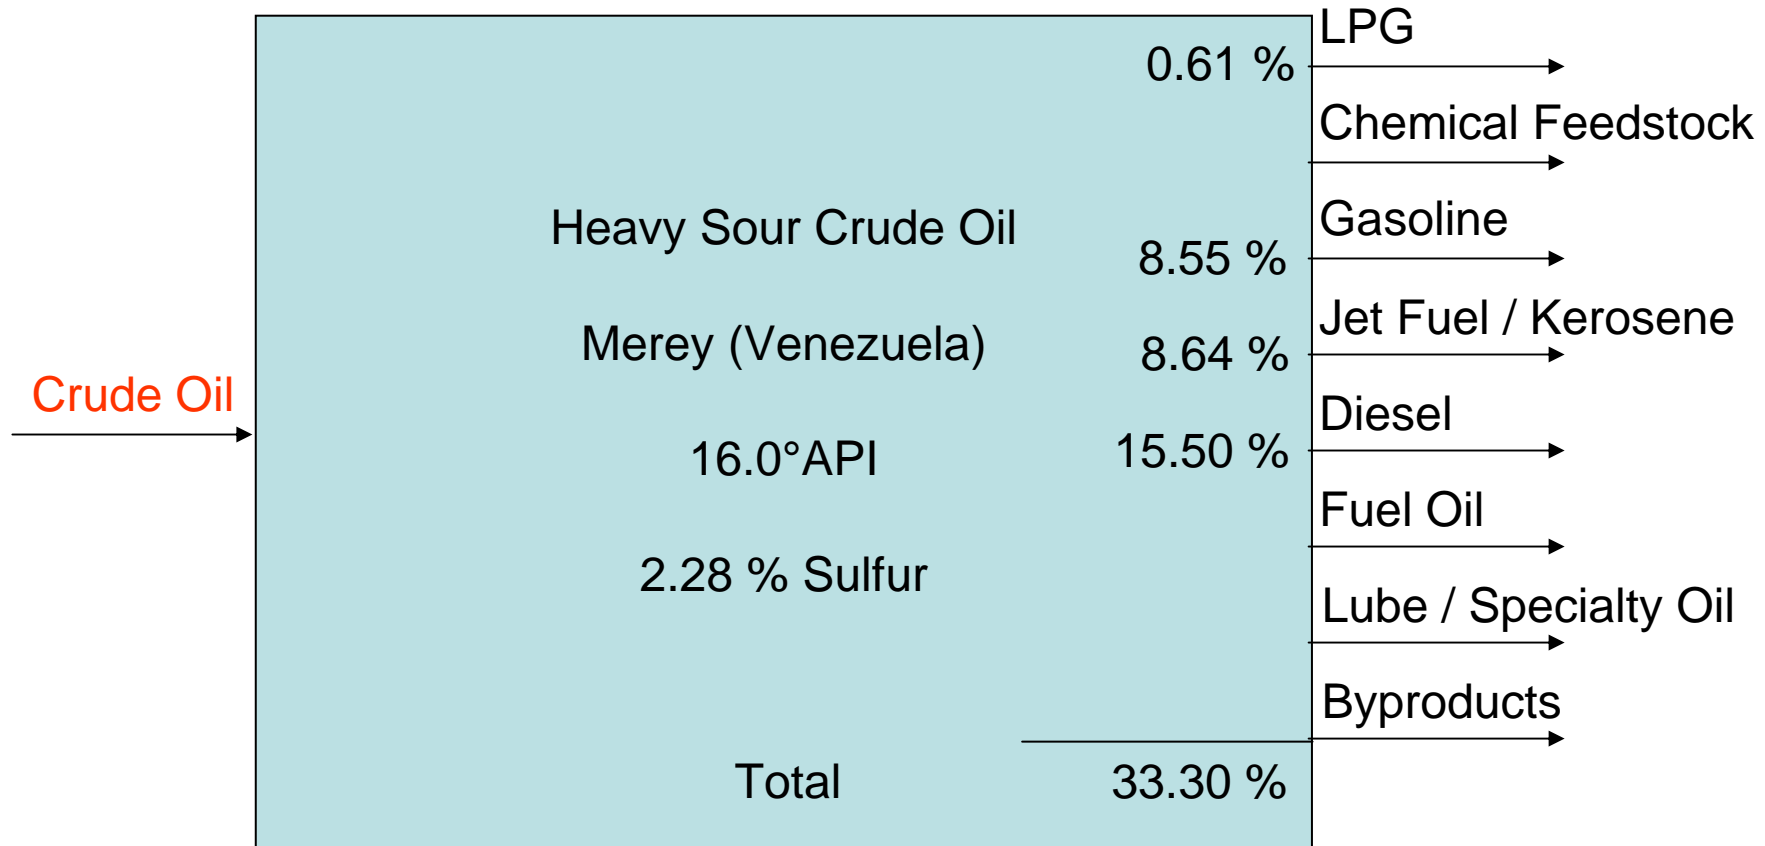 LPG
0.61 %
Chemical Feedstock
Heavy Sour Crude Oil
Gasoline
8.55 %
Merey (Venezuela)
Jet Fuel / Kerosene
8.64 %
Crude Oil
16.0°API
Diesel
15.50 %
Fuel Oil
2.28 % Sulfur
Lube / Specialty Oil
Byproducts
Total
33.30 %